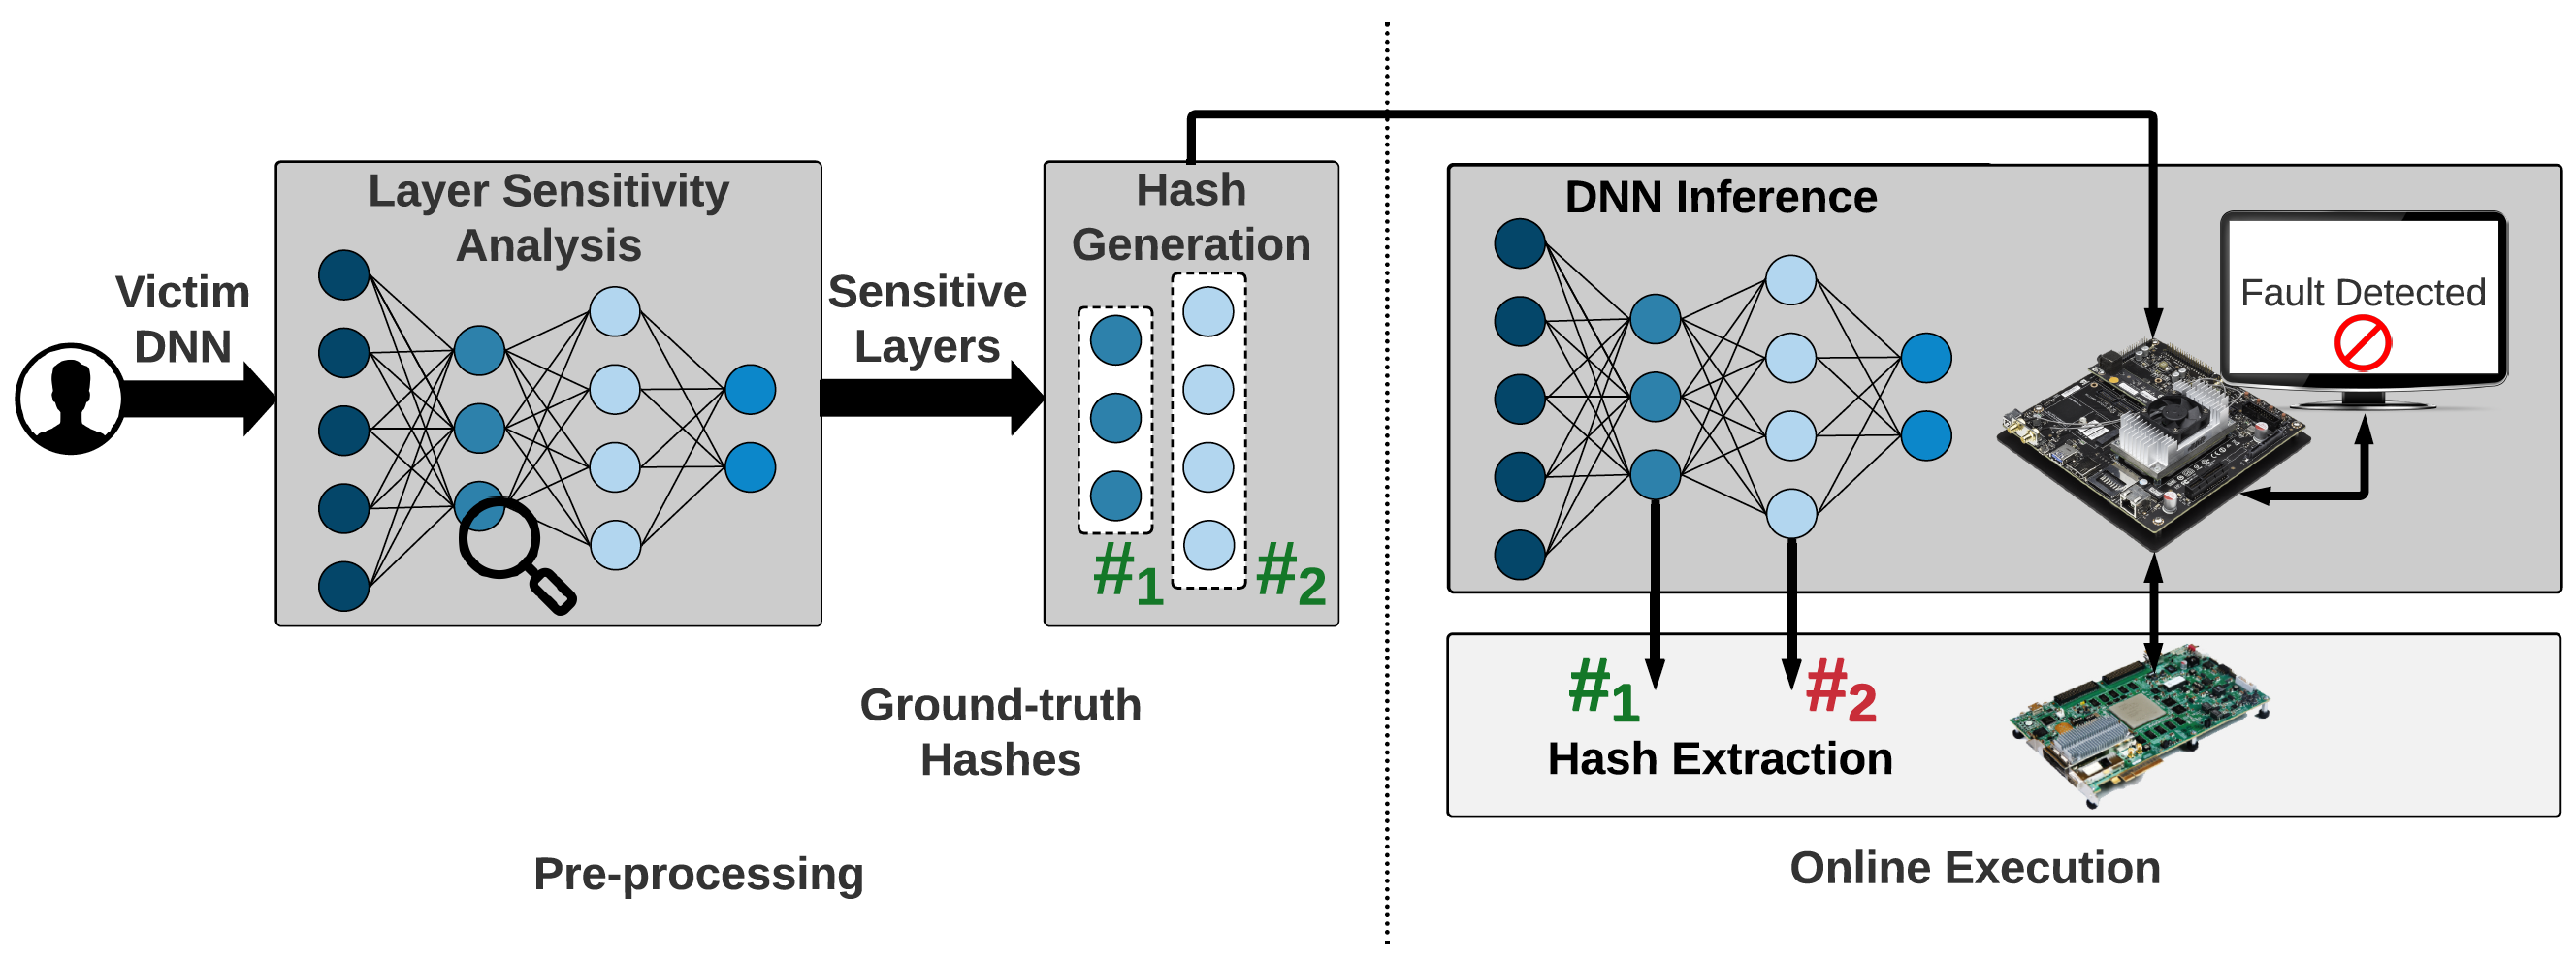 Victim
DNN
Layer Sensitivity
Analysis
Sensitive
Layers
Hash
Generation
#1
#2
Ground-truth
Hashes
Pre-processing
DNN Inference
Fault Detected
#1
#2
Hash Extraction
Online Execution